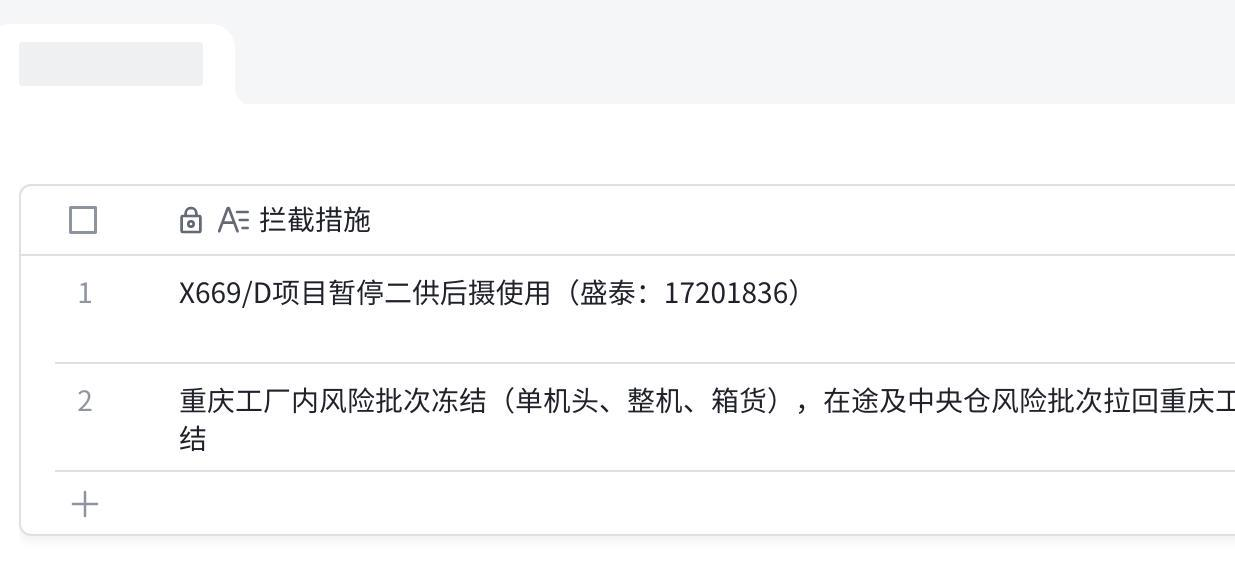 拦截措施
1 X669/D项目暂停二供后摄使用（盛泰：17201836）
2 重庆工厂内风险批次冻结（单机头、整机、箱货），在途及中央仓风险批次拉回重庆工
结